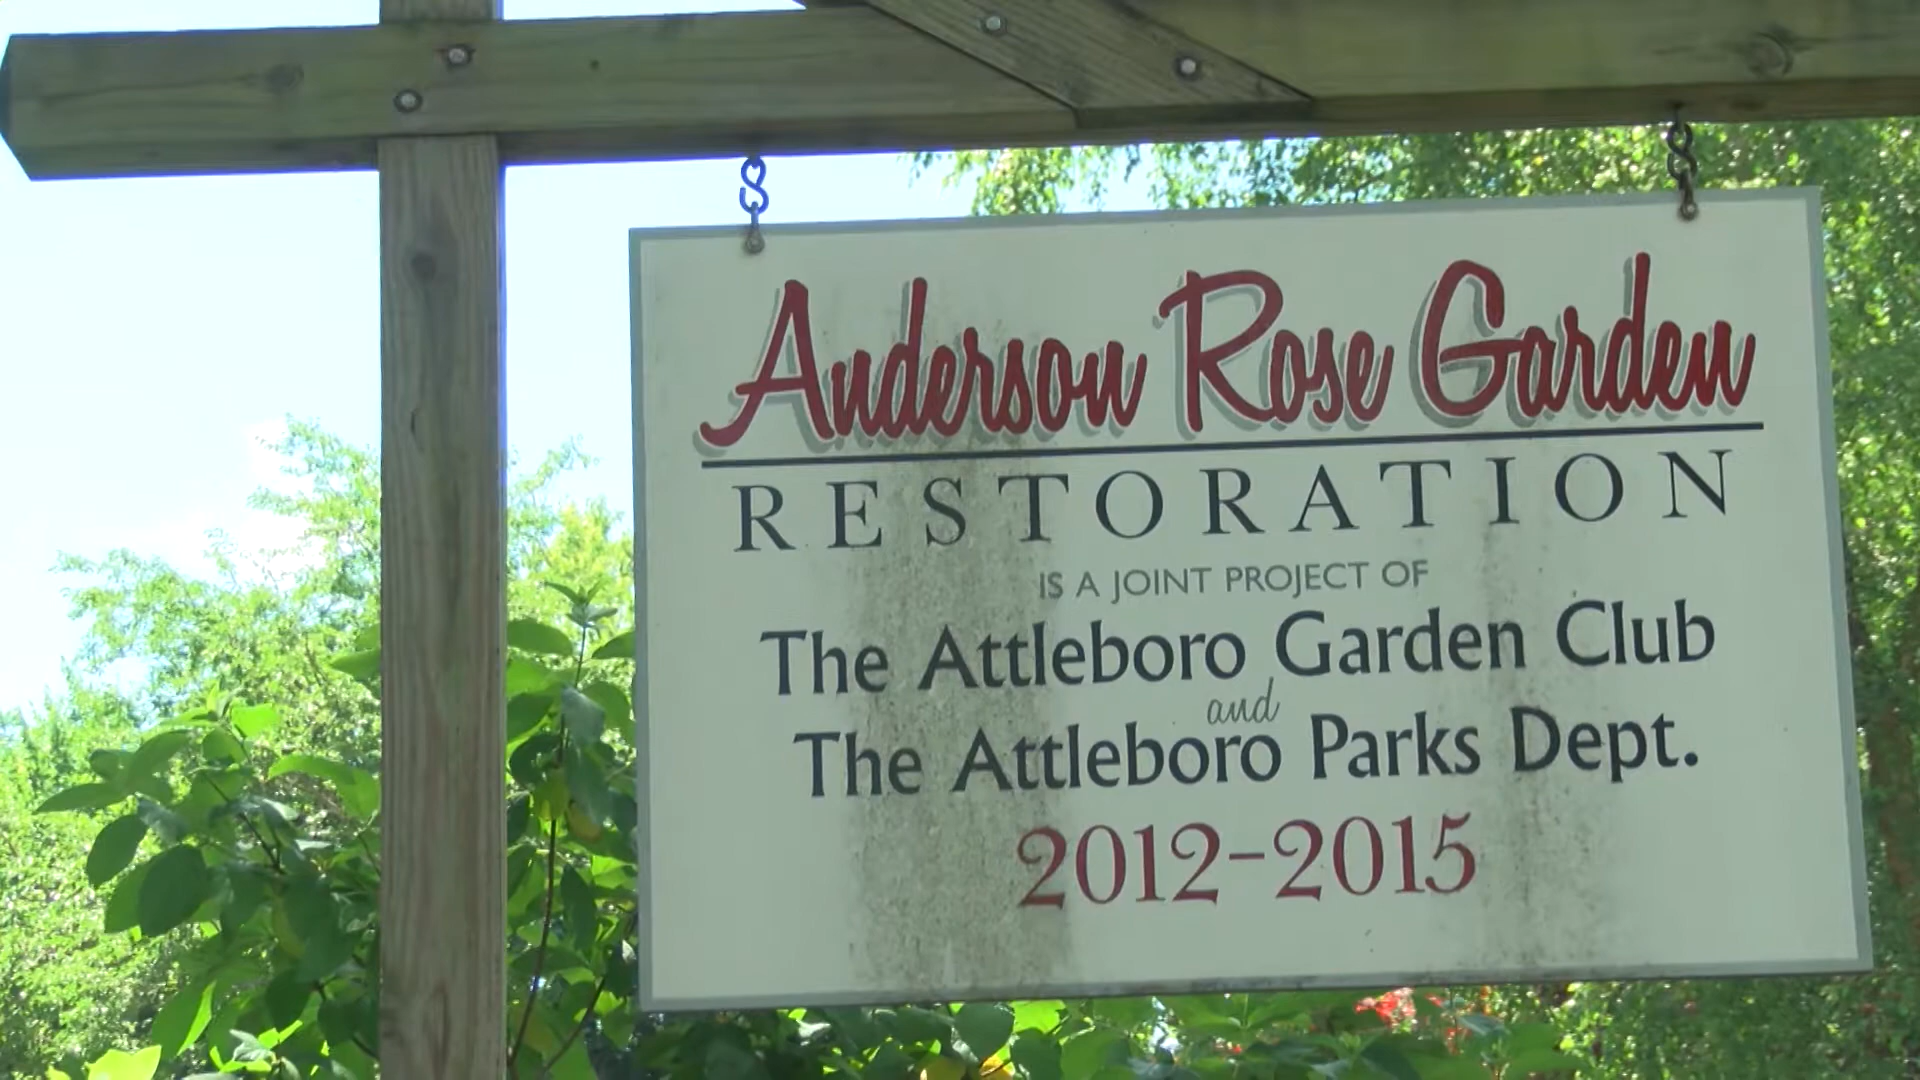 Anderson Rose Garden
RESTORATION
IS A JOINT PROJECT OF
The Attleboro Garden Club
and
The Attleboro Parks Dept.
2012-2015